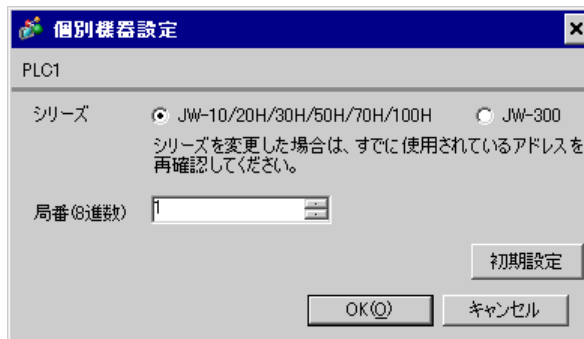 個別機器設定
PLC1
シリーズ
JW-10/20H/30H/50H/70H/100H
JW-300
シリーズを変更した場合は、すでに使用されているアドレスを
再確認してください。
局番(8進数)
1
初期設定
OK(O)
キャンセル